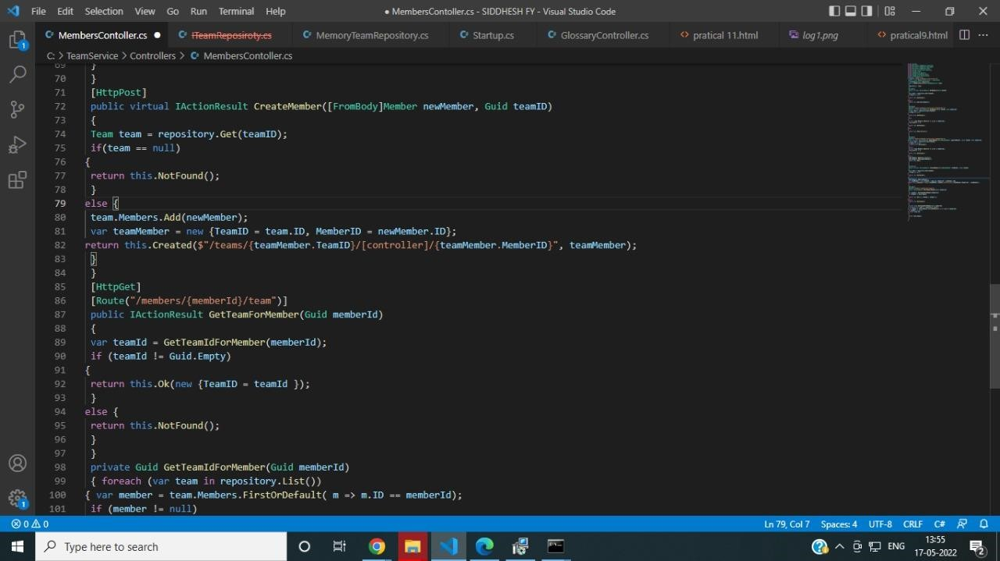 File Edit Selection View Go Run Terminal Help
● MembersContoller.cs - SIDDHESH FY - Visual Studio Code
MembersContoller.cs ● ITeamReposiroty.cs MemoryTeamRepository.cs Startup.cs GlossaryController.cs pratical 11.html log1.png pratical9.html
C: > TeamService > Controllers > MembersContoller.cs
69 }
70 }
71 [HttpPost]
72 public virtual IActionResult CreateMember([FromBody]Member newMember, Guid teamID)
73 {
74 Team team = repository.Get(teamID);
75 if(team == null)
76 {
77 return this.NotFound();
78 }
79 else {
80 team.Members.Add(newMember);
81 var teamMember = new {TeamID = team.ID, MemberID = newMember.ID};
82 return this.Created($"/teams/{teamMember.TeamID}/[controller]/{teamMember.MemberID}", teamMember);
83 }
84 }
85 [HttpGet]
86 [Route("/members/{memberId}/team")]
87 public IActionResult GetTeamForMember(Guid memberId)
88 {
89 var teamId = GetTeamIdForMember(memberId);
90 if (teamId != Guid.Empty)
91 {
92 return this.Ok(new {TeamID = teamId });
93 }
94 else {
95 return this.NotFound();
96 }
97 }
98 private Guid GetTeamIdForMember(Guid memberId)
99 { foreach (var team in repository.List())
100 { var member = team.Members.FirstOrDefault( m => m.ID == memberId);
101 if (member != null)
1
1
0 0 Ln 79, Col 7 Spaces: 4 UTF-8 CRLF C#
Type here to search
ENG
13:55
17-05-2022
2